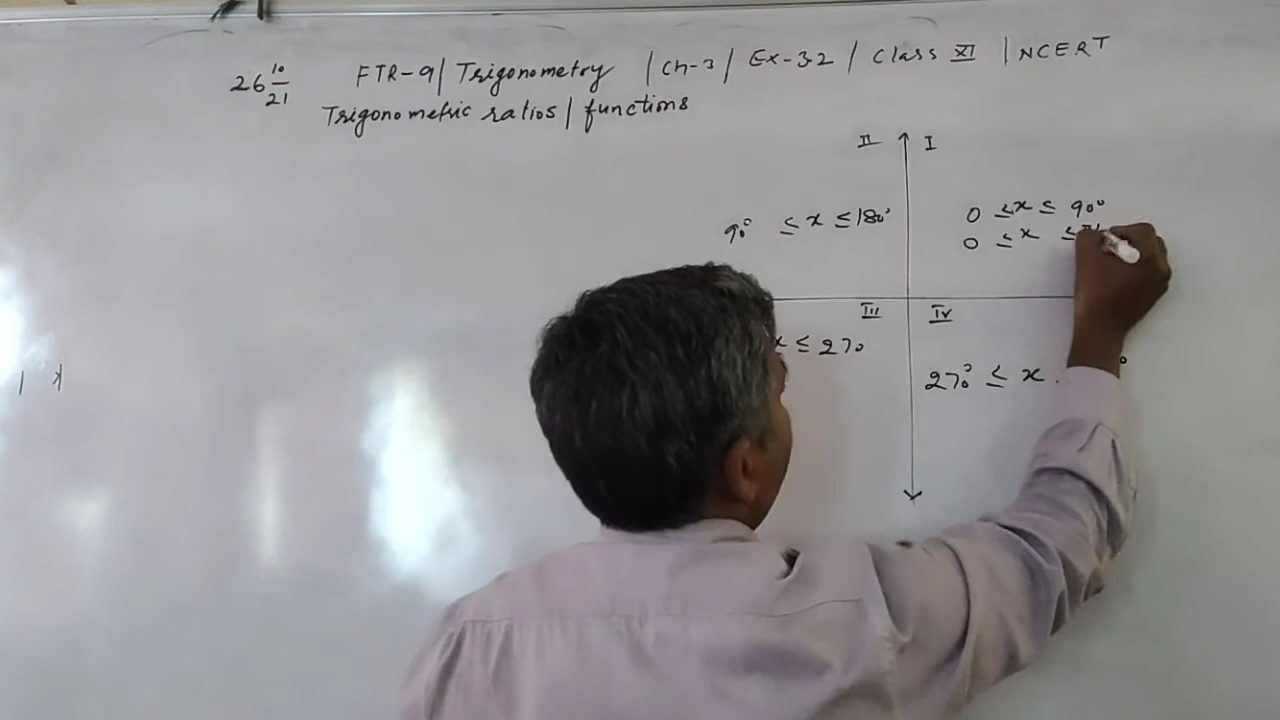 26 10/21 FTR-9 / Trigonometry / Ch-3 / Ex-3.2 / Class XI / NCERT
Trigonometric ratios / functions
II I
90° ≤ x ≤ 180° 0 ≤ x ≤ 90°
0 ≤ x ≤
III IV
x ≤ 270
270° ≤ x